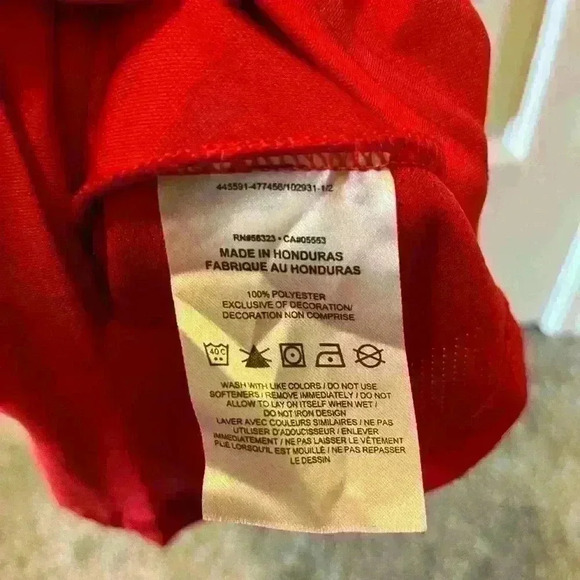 445591-477456/102931-1/2
RN#56323 • CA#05553
MADE IN HONDURAS
FABRIQUE AU HONDURAS
100% POLYESTER
EXCLUSIVE OF DECORATION/
DECORATION NON COMPRISE
40C
WASH WITH LIKE COLORS / DO NOT USE
SOFTENERS / REMOVE IMMEDIATELY / DO NOT
ALLOW TO LAY ON ITSELF WHEN WET /
DO NOT IRON DESIGN
LAVER AVEC COULEURS SIMILAIRES / NE PAS
UTILISER D'ADOUCISSEUR / ENLEVER
IMMÉDIATEMENT / NE PAS LAISSER LE VÊTEMENT
PLIÉ LORSQU'IL EST MOUILLÉ / NE PAS REPASSER
LE DESSIN